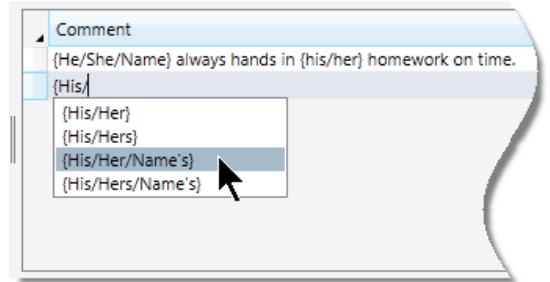 Comment
{He/She/Name} always hands in {his/her} homework on time.
{His/
{His/Her}
{His/Hers}
{His/Her/Name's}
{His/Hers/Name's}